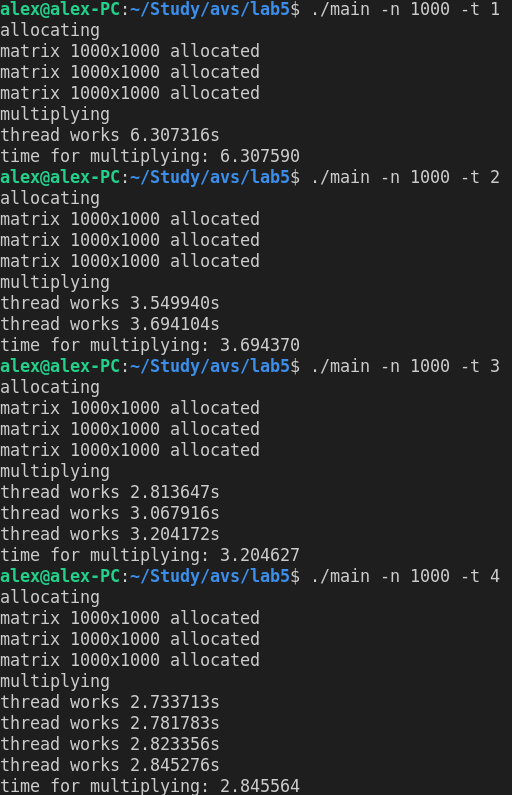 alex@alex-PC:~/Study/avs/lab5$ ./main -n 1000 -t 1
allocating
matrix 1000x1000 allocated
matrix 1000x1000 allocated
matrix 1000x1000 allocated
multiplying
thread works 6.307316s
time for multiplying: 6.307590
alex@alex-PC:~/Study/avs/lab5$ ./main -n 1000 -t 2
allocating
matrix 1000x1000 allocated
matrix 1000x1000 allocated
matrix 1000x1000 allocated
multiplying
thread works 3.549940s
thread works 3.694104s
time for multiplying: 3.694370
alex@alex-PC:~/Study/avs/lab5$ ./main -n 1000 -t 3
allocating
matrix 1000x1000 allocated
matrix 1000x1000 allocated
matrix 1000x1000 allocated
multiplying
thread works 2.813647s
thread works 3.067916s
thread works 3.204172s
time for multiplying: 3.204627
alex@alex-PC:~/Study/avs/lab5$ ./main -n 1000 -t 4
allocating
matrix 1000x1000 allocated
matrix 1000x1000 allocated
matrix 1000x1000 allocated
multiplying
thread works 2.733713s
thread works 2.781783s
thread works 2.823356s
thread works 2.845276s
time for multiplying: 2.845564